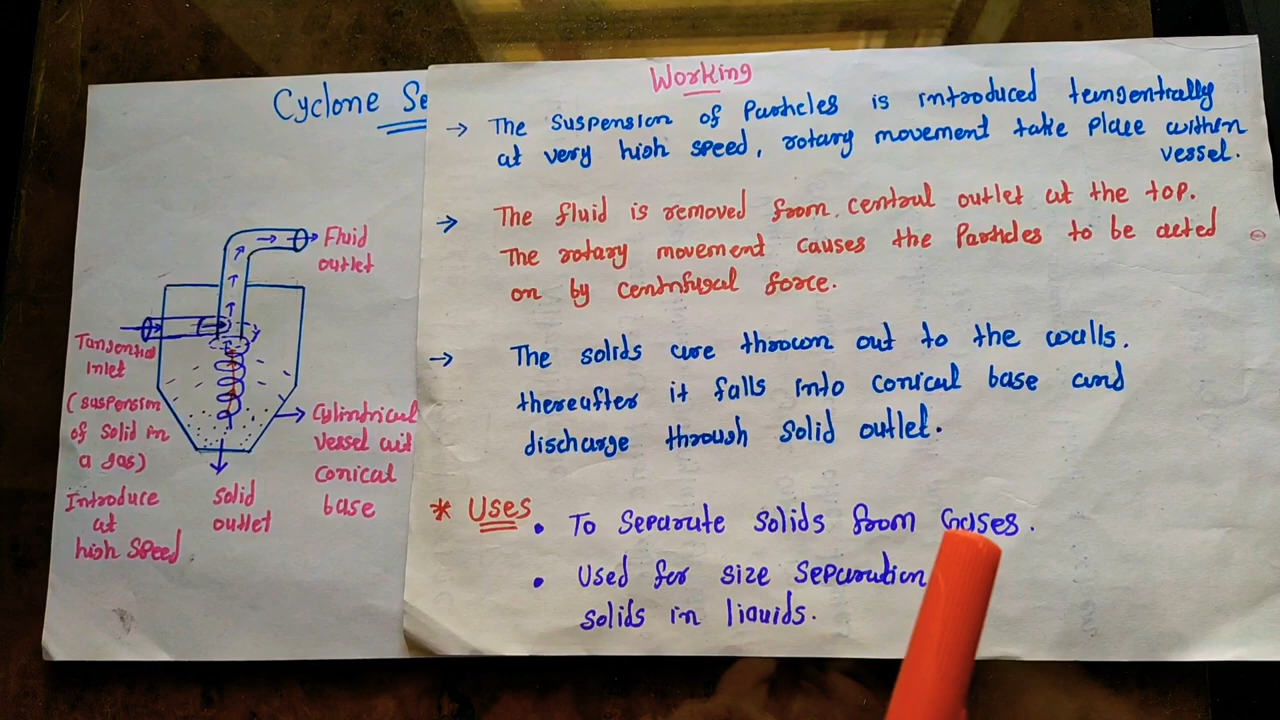 Cyclone Se
Fluid
outlet
Tangential
inlet
(suspension
of solid in
a gas)
Introduce
at
high speed
solid
outlet
Cylintrical
vessel wit
conical
base
Working
→ The suspension of Particles is introduced tengentrally
at very high speed, rotary movement take place within
vessel.
→ The fluid is removed from central outlet at the top.
The rotary movement causes the Particles to be acted
on by centrifugal force.
→ The solids are thrown out to the walls.
thereafter it falls into conical base and
discharge through solid outlet.
* Uses
• To separate solids from Gases.
• Used for size separation
solids in liquids.